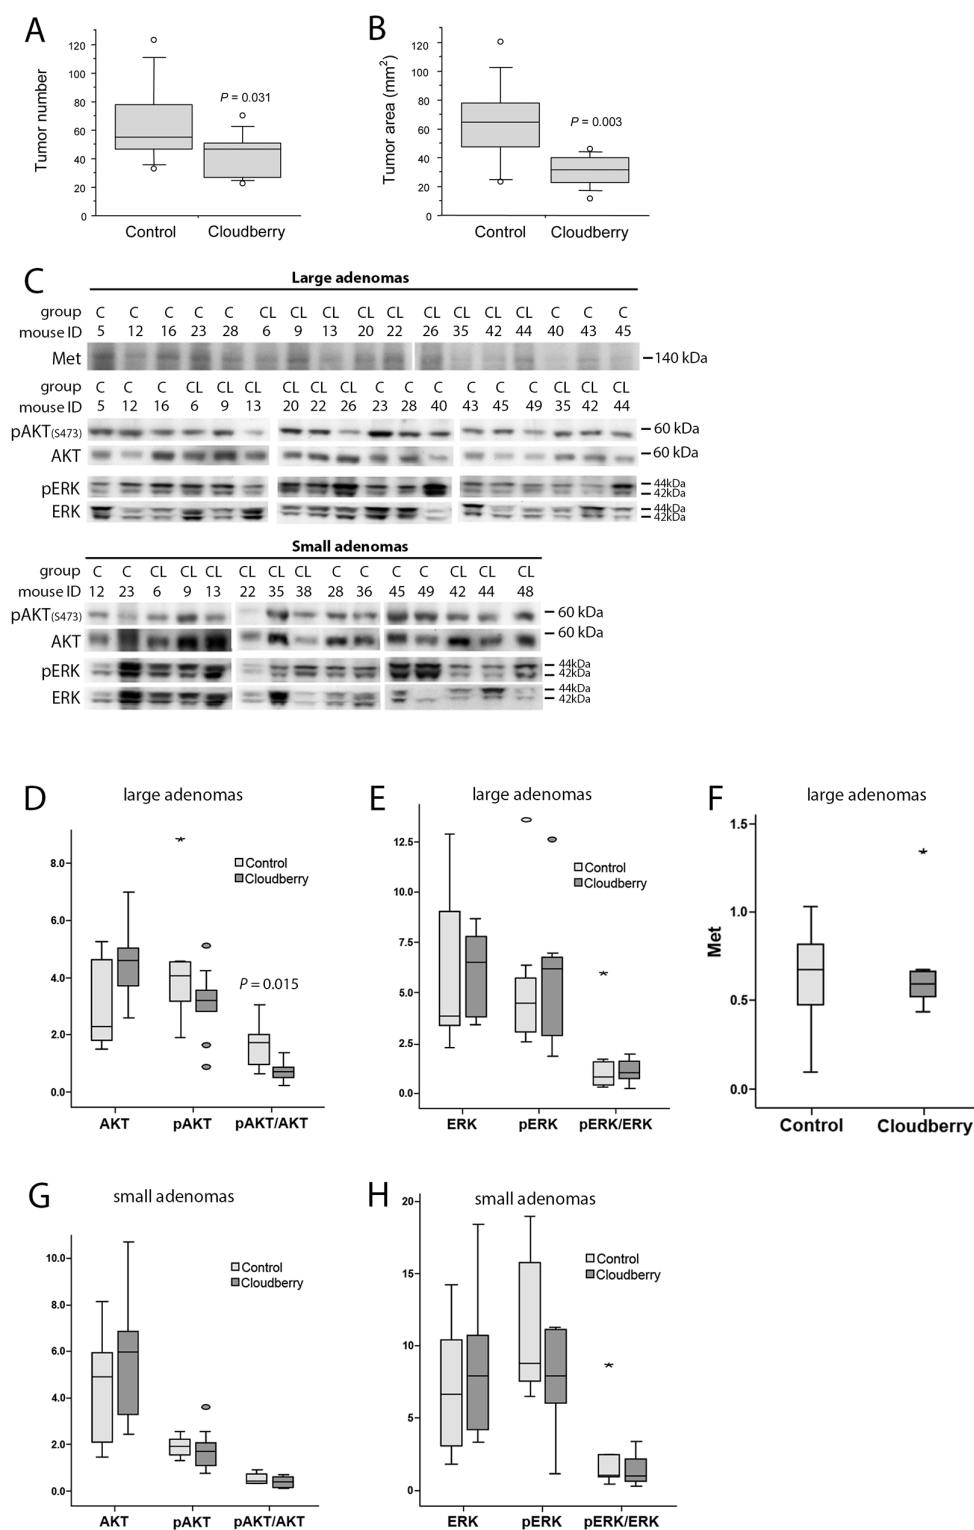 A
Tumor number
120
100
80
60
40
20
0
P = 0.031
Control Cloudberry
B
Tumor area (mm²)
120
100
80
60
40
20
0
P = 0.003
Control Cloudberry
C
Large adenomas
group C C C C C CL CL CL CL CL CL CL CL CL C C C
mouse ID 5 12 16 23 28 6 9 13 20 22 26 35 42 44 40 43 45
Met 140 kDa
group C C C CL CL CL CL CL CL C C C C C C CL CL CL
mouse ID 5 12 16 6 9 13 20 22 26 23 28 40 43 45 49 35 42 44
pAKT(S473) 60 kDa
AKT 60 kDa
pERK 44kDa
42kDa
ERK 44kDa
42kDa
Small adenomas
group C C CL CL CL CL CL CL C C C C CL CL CL
mouse ID 12 23 6 9 13 22 35 38 28 36 45 49 42 44 48
pAKT(S473) 60 kDa
AKT 60 kDa
pERK 44kDa
42kDa
ERK 44kDa
42kDa
D
large adenomas
8.0
6.0
4.0
2.0
0.0
Control
Cloudberry
P = 0.015
AKT pAKT pAKT/AKT
E
large adenomas
12.5
10.0
7.5
5.0
2.5
0.0
Control
Cloudberry
ERK pERK pERK/ERK
F
large adenomas
Met
1.5
1.0
0.5
0.0
Control Cloudberry
G
small adenomas
10.0
8.0
6.0
4.0
2.0
0.0
Control
Cloudberry
AKT pAKT pAKT/AKT
H
small adenomas
20
15
10
5
0
Control
Cloudberry
ERK pERK pERK/ERK